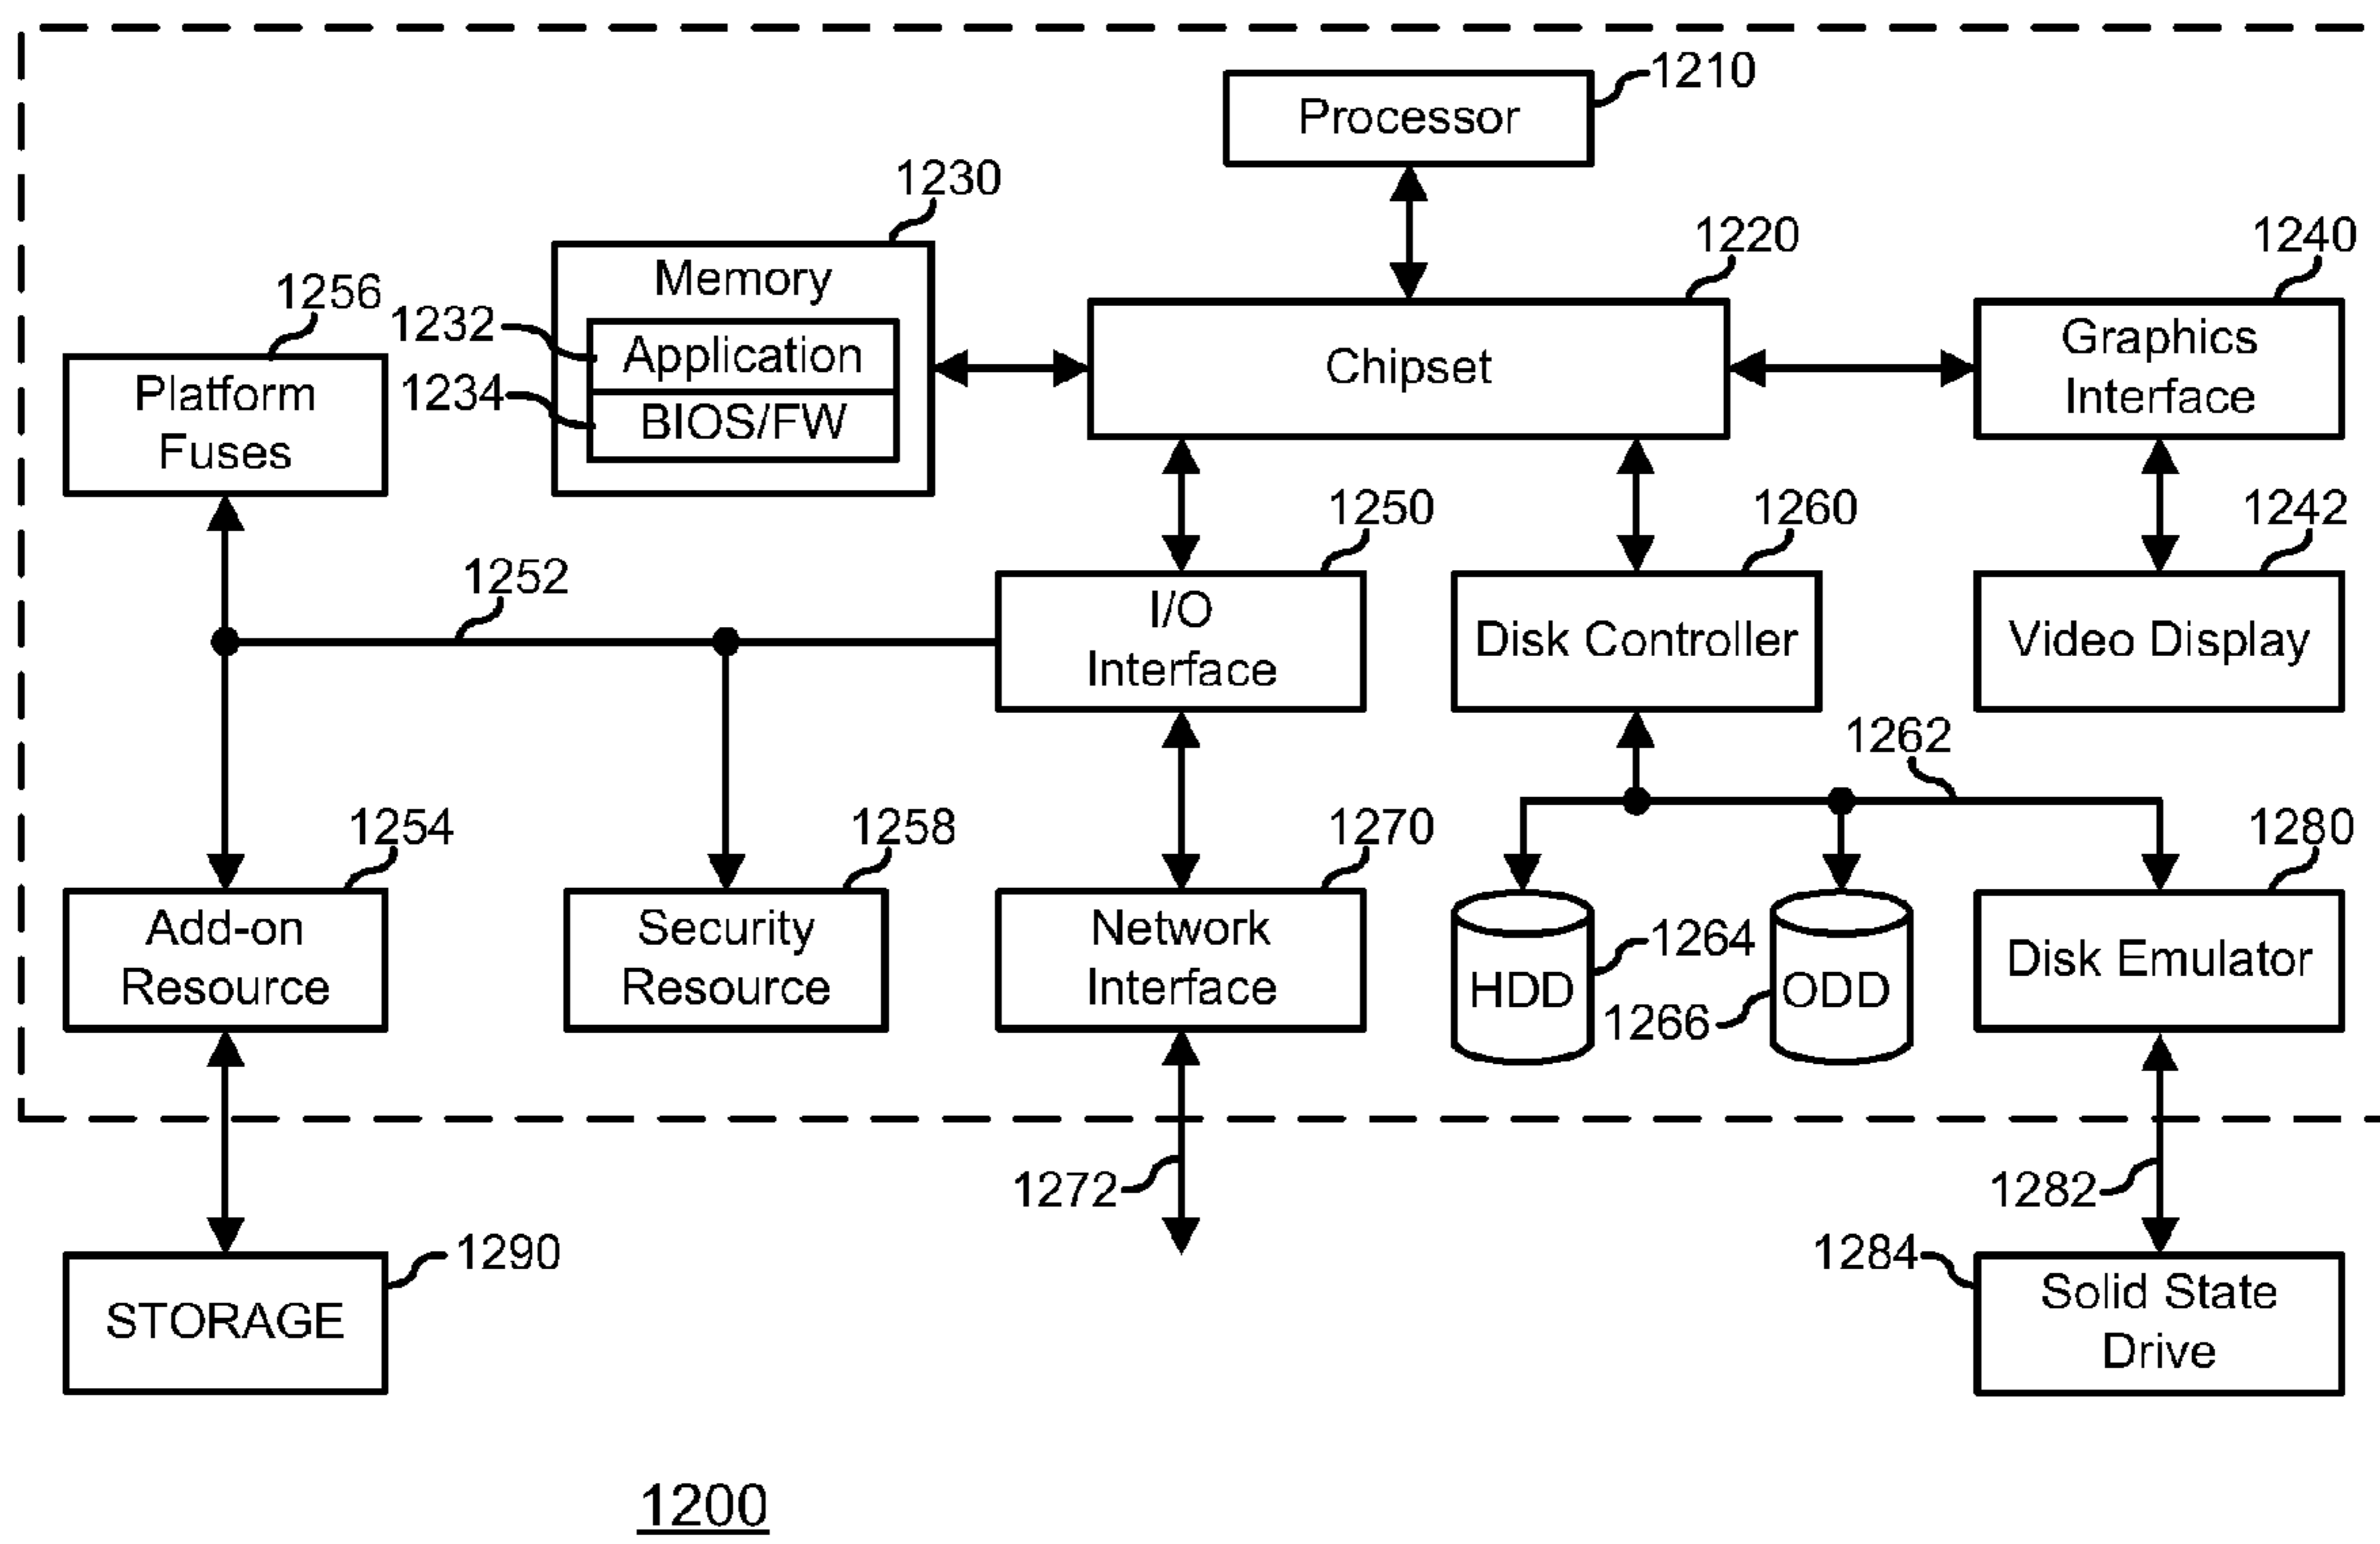 1210
Processor
1230
1220
1240
1256
Memory
1232
Application
1234
BIOS/FW
Chipset
Graphics
Interface
Platform
Fuses
1252
1250
1260
1242
I/O
Interface
Disk Controller
Video Display
1262
1254
1258
1270
1280
Add-on
Resource
Security
Resource
Network
Interface
1264
HDD
1266
ODD
Disk Emulator
1272
1282
1290
STORAGE
1284
Solid State
Drive
1200